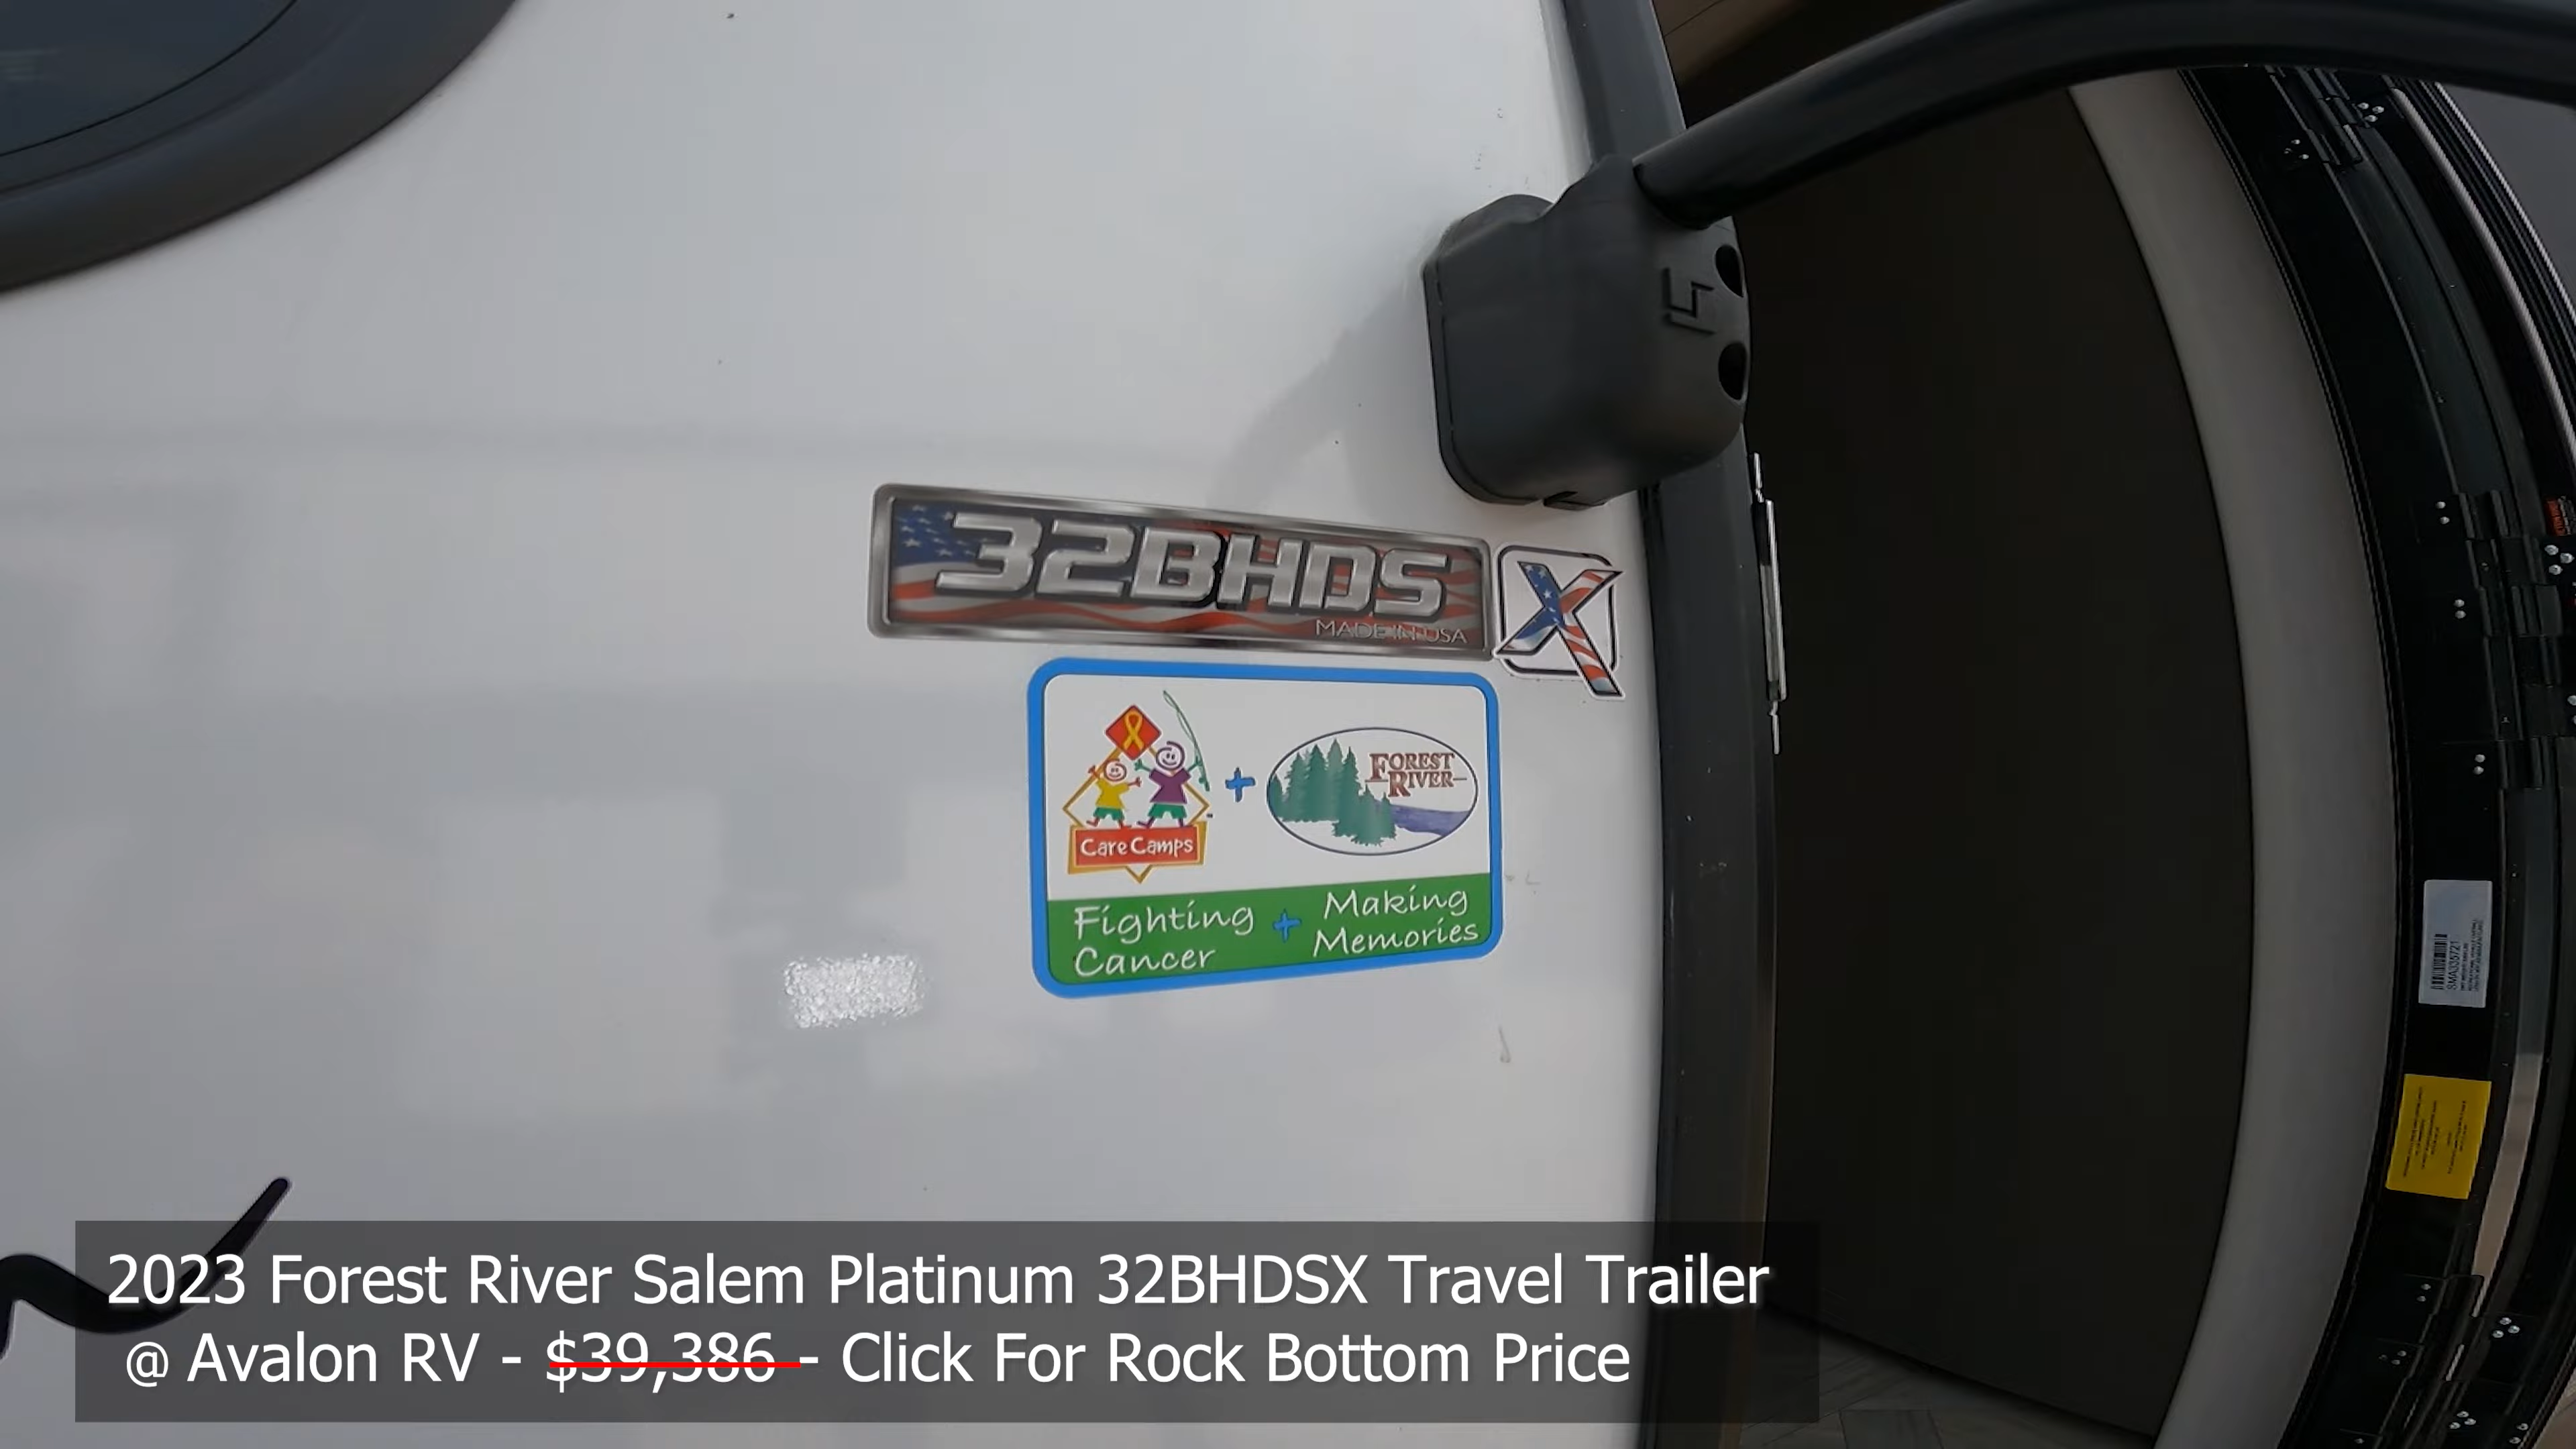 32BHDS
MADE IN USA
X
FOREST
RIVER
Care Camps
+
Fighting
Cancer
+
Making
Memories
SMA335721
2023 Forest River Salem Platinum 32BHDSX Travel Trailer
@ Avalon RV - $39,386 - Click For Rock Bottom Price